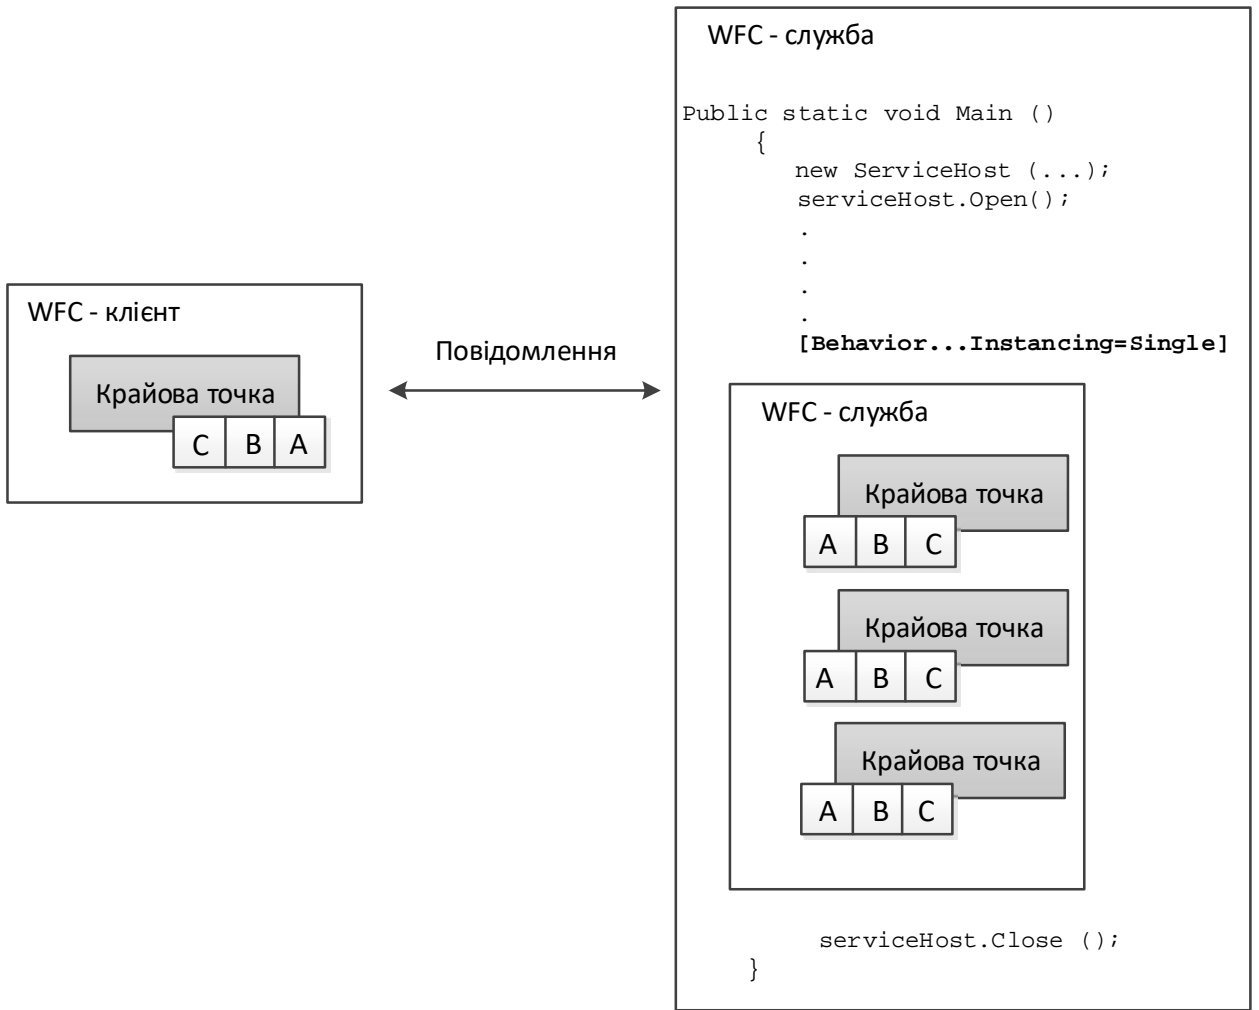 WFC - клієнт
Крайова точка
C B A
Повідомлення
WFC - служба
Public static void Main ()
{
new ServiceHost (...);
serviceHost.Open();
.
.
.
.
[Behavior...Instancing=Single]
WFC - служба
Крайова точка
A B C
Крайова точка
A B C
Крайова точка
A B C
serviceHost.Close ();
}